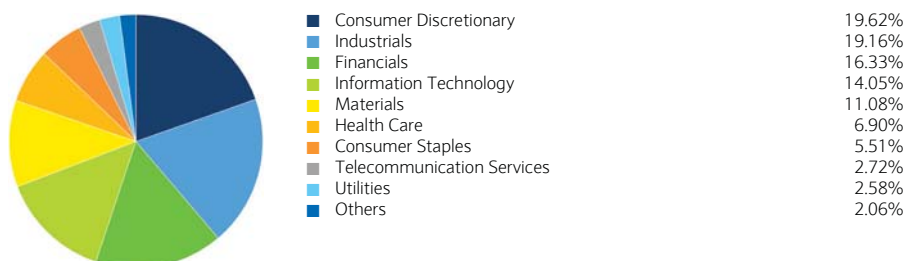 Consumer Discretionary 19.62%
Industrials 19.16%
Financials 16.33%
Information Technology 14.05%
Materials 11.08%
Health Care 6.90%
Consumer Staples 5.51%
Telecommunication Services 2.72%
Utilities 2.58%
Others 2.06%